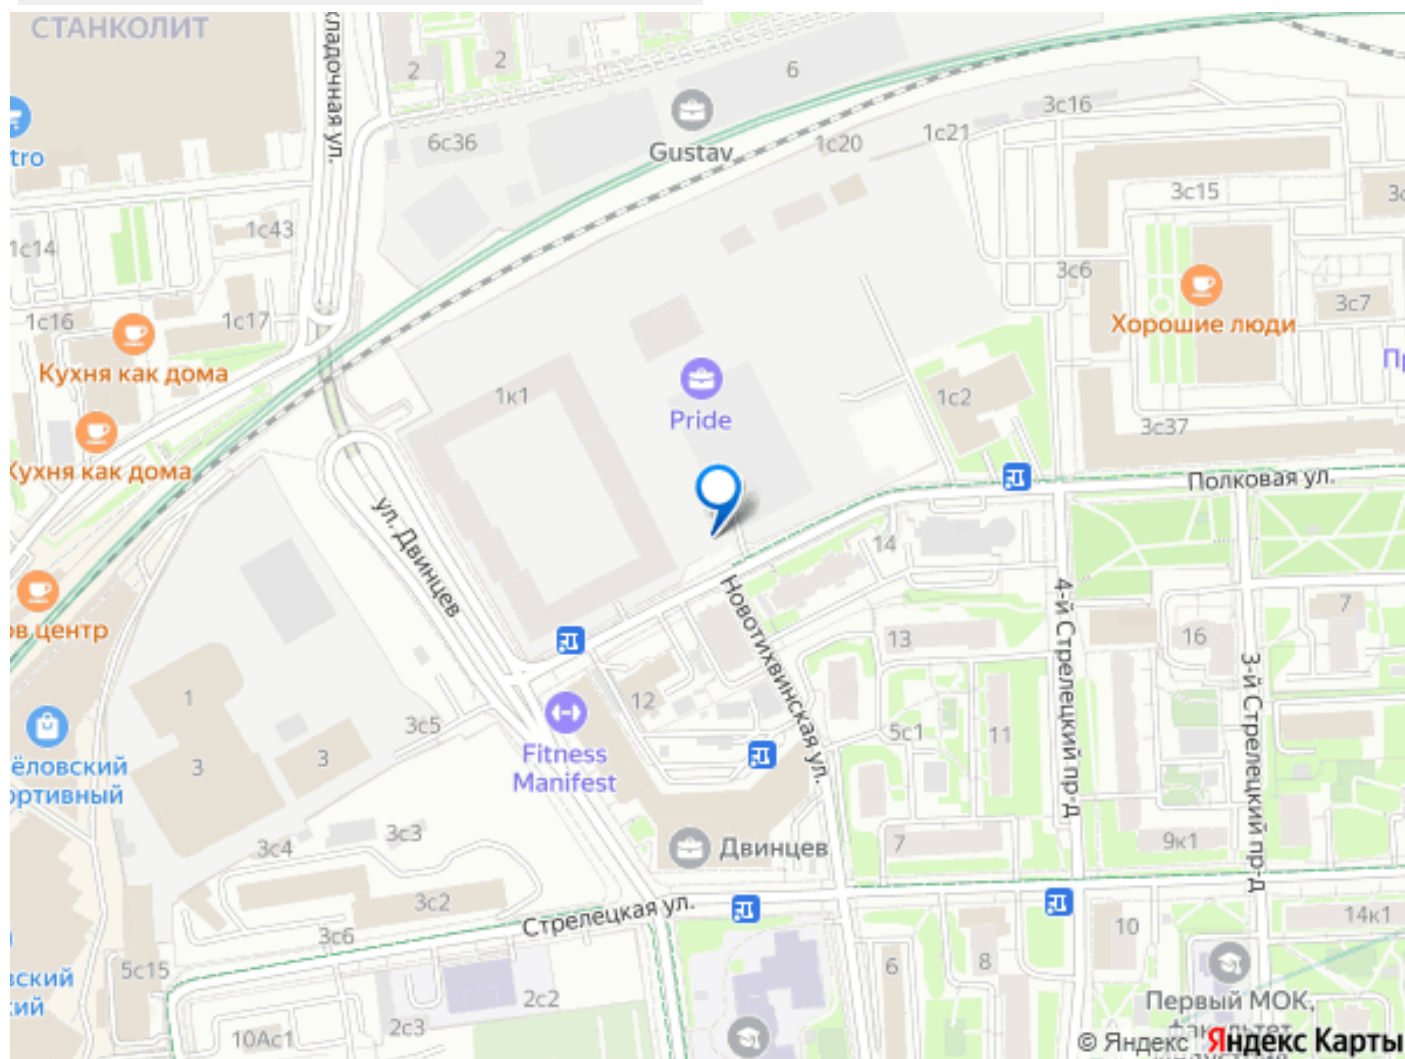 СТАНКОЛИТ
кладочная ул.
2
2
6
6с36
Gustav
1с20
1с21
3с16
3с15
tro
1с14
1с43
3с6
3с7
Хорошие люди
1с16
1с17
Кухня как дома
Pride
1к1
1с2
3с37
Кухня как дома
Полковая ул.
ул. Двинцев
14
Новотихвинская ул.
4-й Стрелецкий пр-д
3-й Стрелецкий пр-д
7
13
16
ов центр
1
12
3с5
3
3
5с1
11
Fitness
Manifest
ёловский
ортивный
3с3
3с4
Двинцев
7
9к1
3с2
Стрелецкая ул.
3с6
10
14к1
5с15
6
8
вский
кий
2с2
2с3
10Ас1
Первый МОК,
факультет
© Яндекс Яндекс Карты